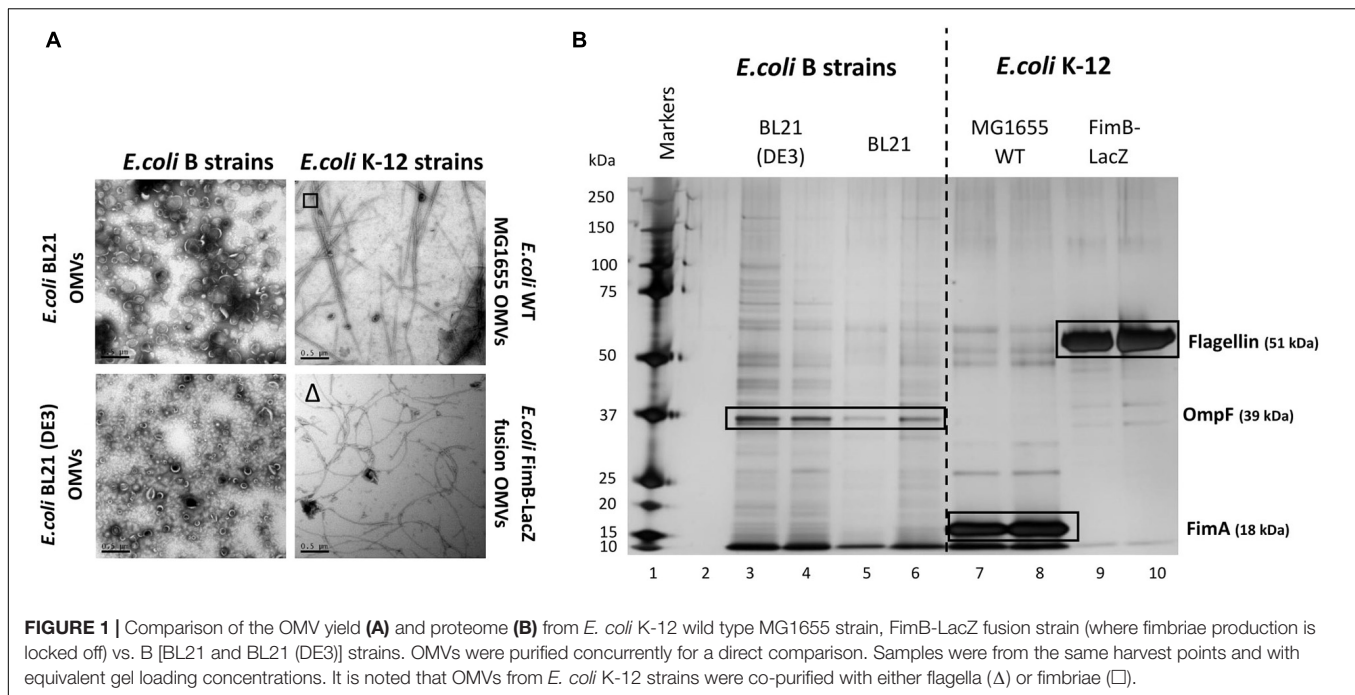 A
E.coli B strains
E.coli K-12 strains
E.coli BL21
OMVs
E.coli WT
MG1655 OMVs
0.5 µm
0.5 µm
E.coli BL21 (DE3)
OMVs
Δ
E.coli FimB-LacZ
fusion OMVs
0.5 µm
0.5 µm
B
E.coli B strains
E.coli K-12
Markers
BL21
(DE3)
BL21
MG1655
WT
FimB-
LacZ
kDa
250
150
100
75
50
37
25
20
15
10
Flagellin (51 kDa)
OmpF (39 kDa)
FimA (18 kDa)
1 2 3 4 5 6 7 8 9 10
FIGURE 1 | Comparison of the OMV yield (A) and proteome (B) from E. coli K-12 wild type MG1655 strain, FimB-LacZ fusion strain (where fimbriae production is
locked off) vs. B [BL21 and BL21 (DE3)] strains. OMVs were purified concurrently for a direct comparison. Samples were from the same harvest points and with
equivalent gel loading concentrations. It is noted that OMVs from E. coli K-12 strains were co-purified with either flagella (Δ) or fimbriae (□).